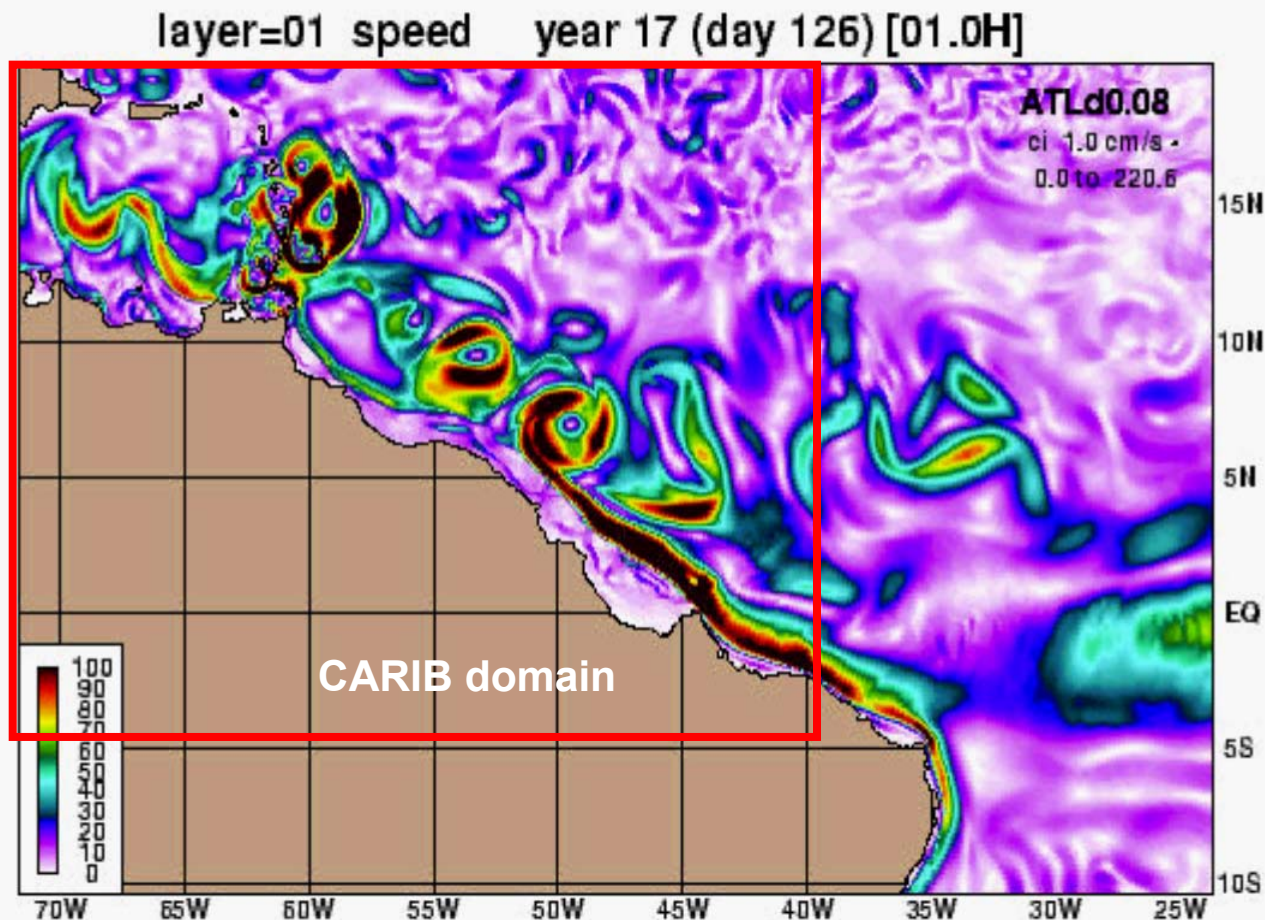 layer=01 speed year 17 (day 126) [01.0H]
ATLd0.08
ci 1.0 cm/s
0.0 to 220.6
15N
10N
5N
EQ
5S
10S
CARIB domain
100
90
80
70
60
50
40
30
20
10
0
70W 65W 60W 55W 50W 45W 40W 35W 30W 25W